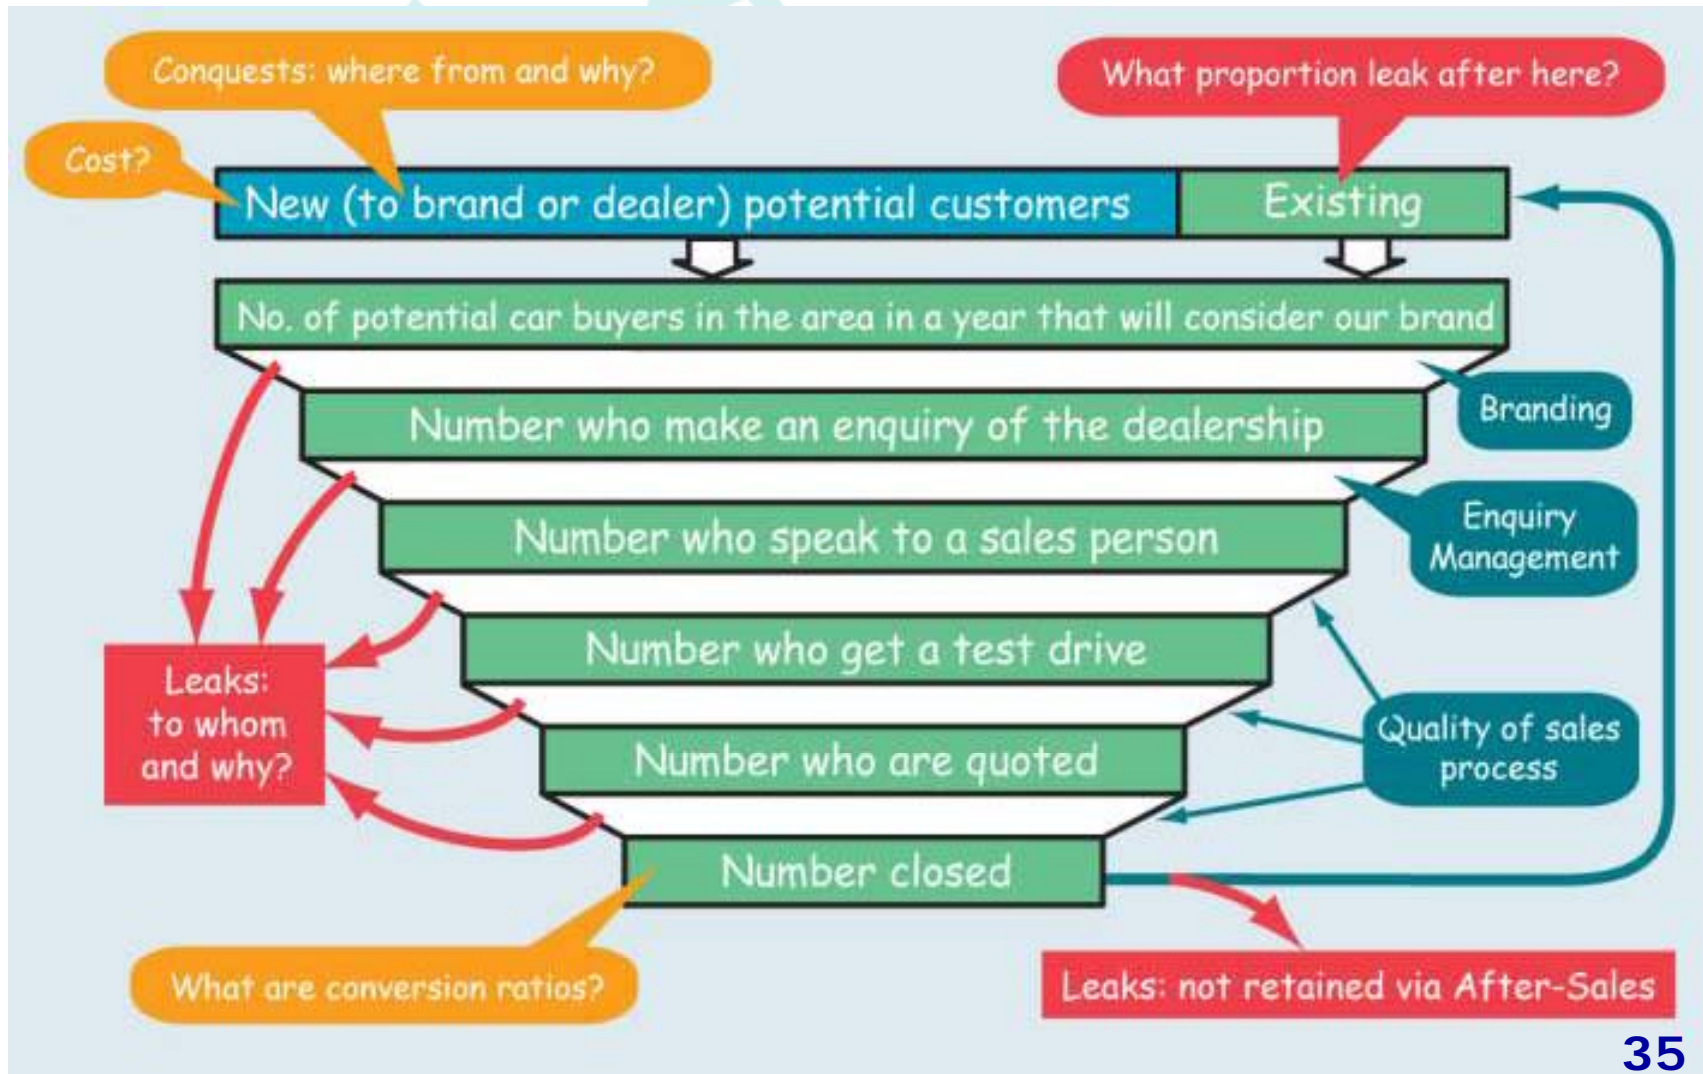 Conquests: where from and why?
What proportion leak after here?
Cost?
New (to brand or dealer) potential customers
Existing
No. of potential car buyers in the area in a year that will consider our brand
Branding
Number who make an enquiry of the dealership
Enquiry
Management
Number who speak to a sales person
Number who get a test drive
Leaks:
to whom
and why?
Quality of sales
process
Number who are quoted
Number closed
What are conversion ratios?
Leaks: not retained via After-Sales
35